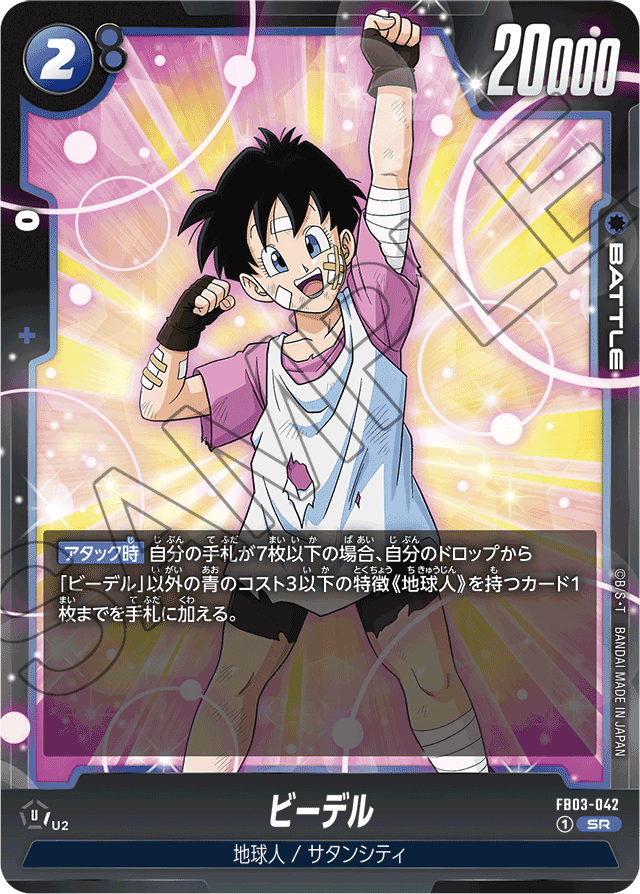 2
20000
0
+
BATTLE
SAMPLE
アタック時 自分の手札が7枚以下の場合、自分のドロップから
「ビーデル」以外の青のコスト3以下の特徴《地球人》を持つカード1
枚までを手札に加える。
©B/S・T BANDAI MADE IN JAPAN
U U2
ビーデル
FB03-042
1 SR
地球人 / サタンシティ